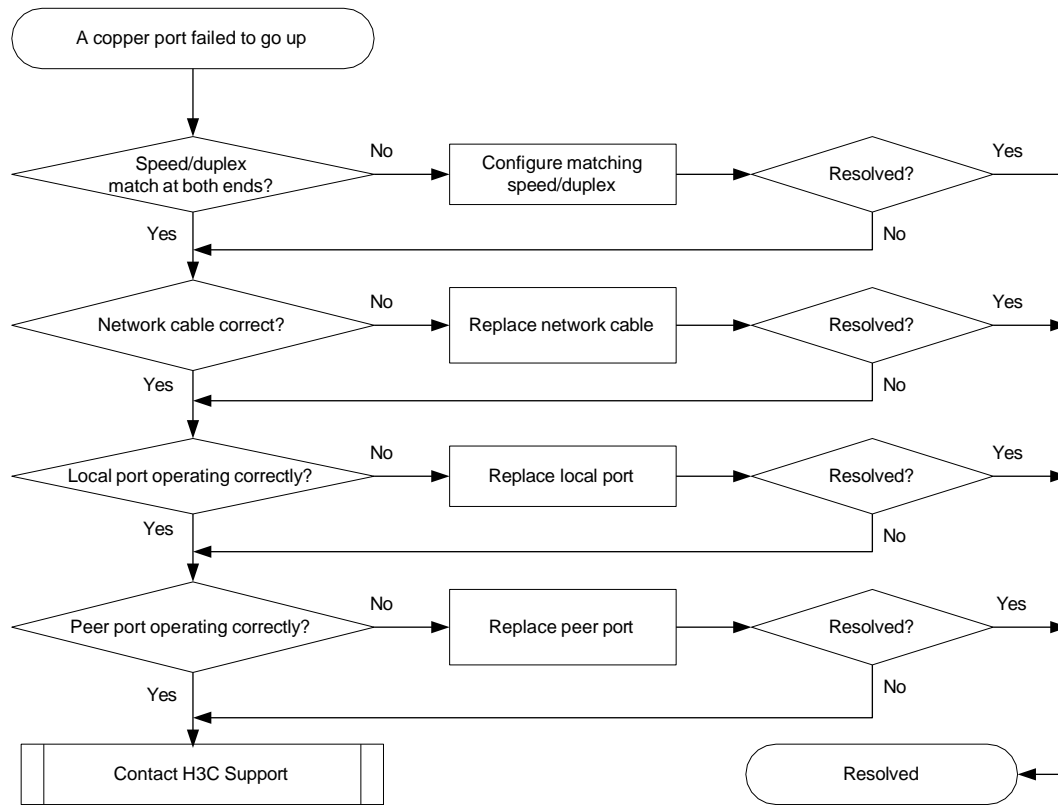 A copper port failed to go up
Speed/duplex
match at both ends?
No
Configure matching
speed/duplex
Resolved?
Yes
Yes
No
Network cable correct?
No
Replace network cable
Resolved?
Yes
Yes
No
Local port operating correctly?
No
Replace local port
Resolved?
Yes
Yes
No
Peer port operating correctly?
No
Replace peer port
Resolved?
Yes
Yes
No
Contact H3C Support
Resolved